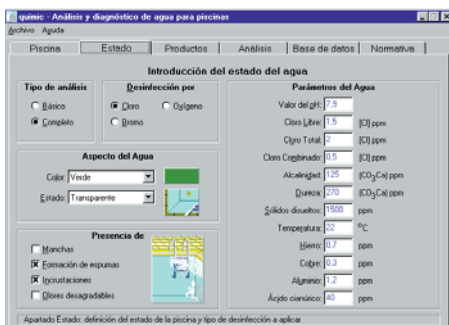 quimic - Análisis y diagnóstico de agua para piscinas
Archivo Ayuda
Piscina Estado Productos Análisis Base de datos Normativa
Introducción del estado del agua
Tipo de análisis
Básico
Completo
Desinfección por
Cloro Oxígeno
Bromo
Aspecto del Agua
Color: Verde
Estado: Transparente
Presencia de
Manchas
Formación de espumas
Incrustaciones
Olores desagradables
Parámetros del Agua
Valor del pH: 7,9
Cloro Libre: 1,5 [Cl] ppm
Cloro Total: 2 [Cl] ppm
Cloro Combinado: 0,5 [Cl] ppm
Alcalinidad: 125 (CO3Ca) ppm
Dureza: 270 (CO3Ca) ppm
Sólidos disueltos: 1500 ppm
Temperatura: 22 ºC
Hierro: 0,7 ppm
Cobre: 0,3 ppm
Aluminio: 1,2 ppm
Ácido cianúrico: 40 ppm
Apartado Estado: definición del estado de la piscina y tipo de desinfección a aplicar